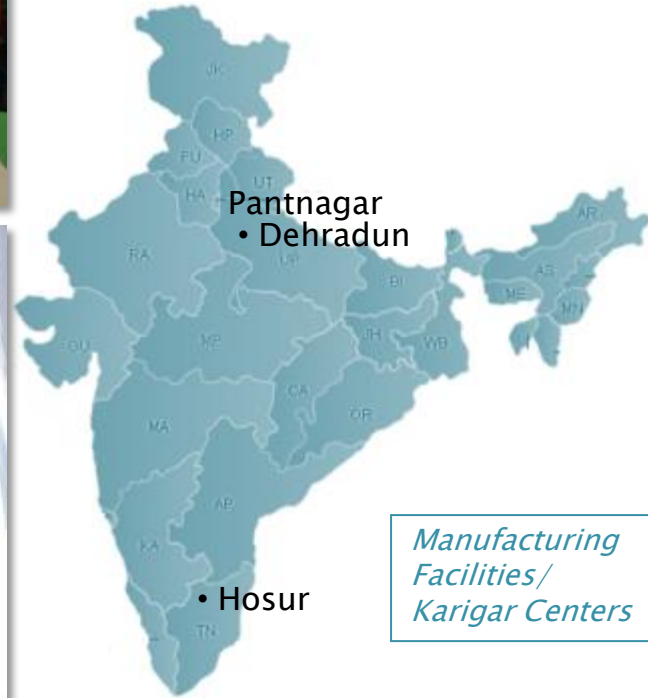 JK
HP
PU
UT
HA
Pantnagar
• Dehradun
RA
UP
AR
AS
BI
ME
MN
GU
MP
JH
WB
CA
OR
MA
AP
KA
• Hosur
TN
Manufacturing
Facilities/
Karigar Centers